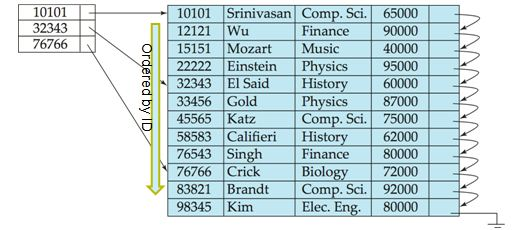 10101
32343
76766
Ordered by ID
10101 Srinivasan Comp. Sci. 65000
12121 Wu Finance 90000
15151 Mozart Music 40000
22222 Einstein Physics 95000
32343 El Said History 60000
33456 Gold Physics 87000
45565 Katz Comp. Sci. 75000
58583 Califieri History 62000
76543 Singh Finance 80000
76766 Crick Biology 72000
83821 Brandt Comp. Sci. 92000
98345 Kim Elec. Eng. 80000